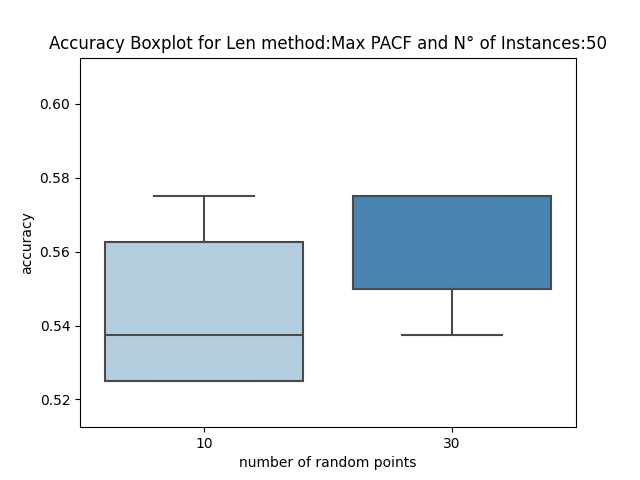 Accuracy Boxplot for Len method:Max PACF and N° of Instances:50
0.60
0.58
0.56
0.54
0.52
accuracy
10 30
number of random points